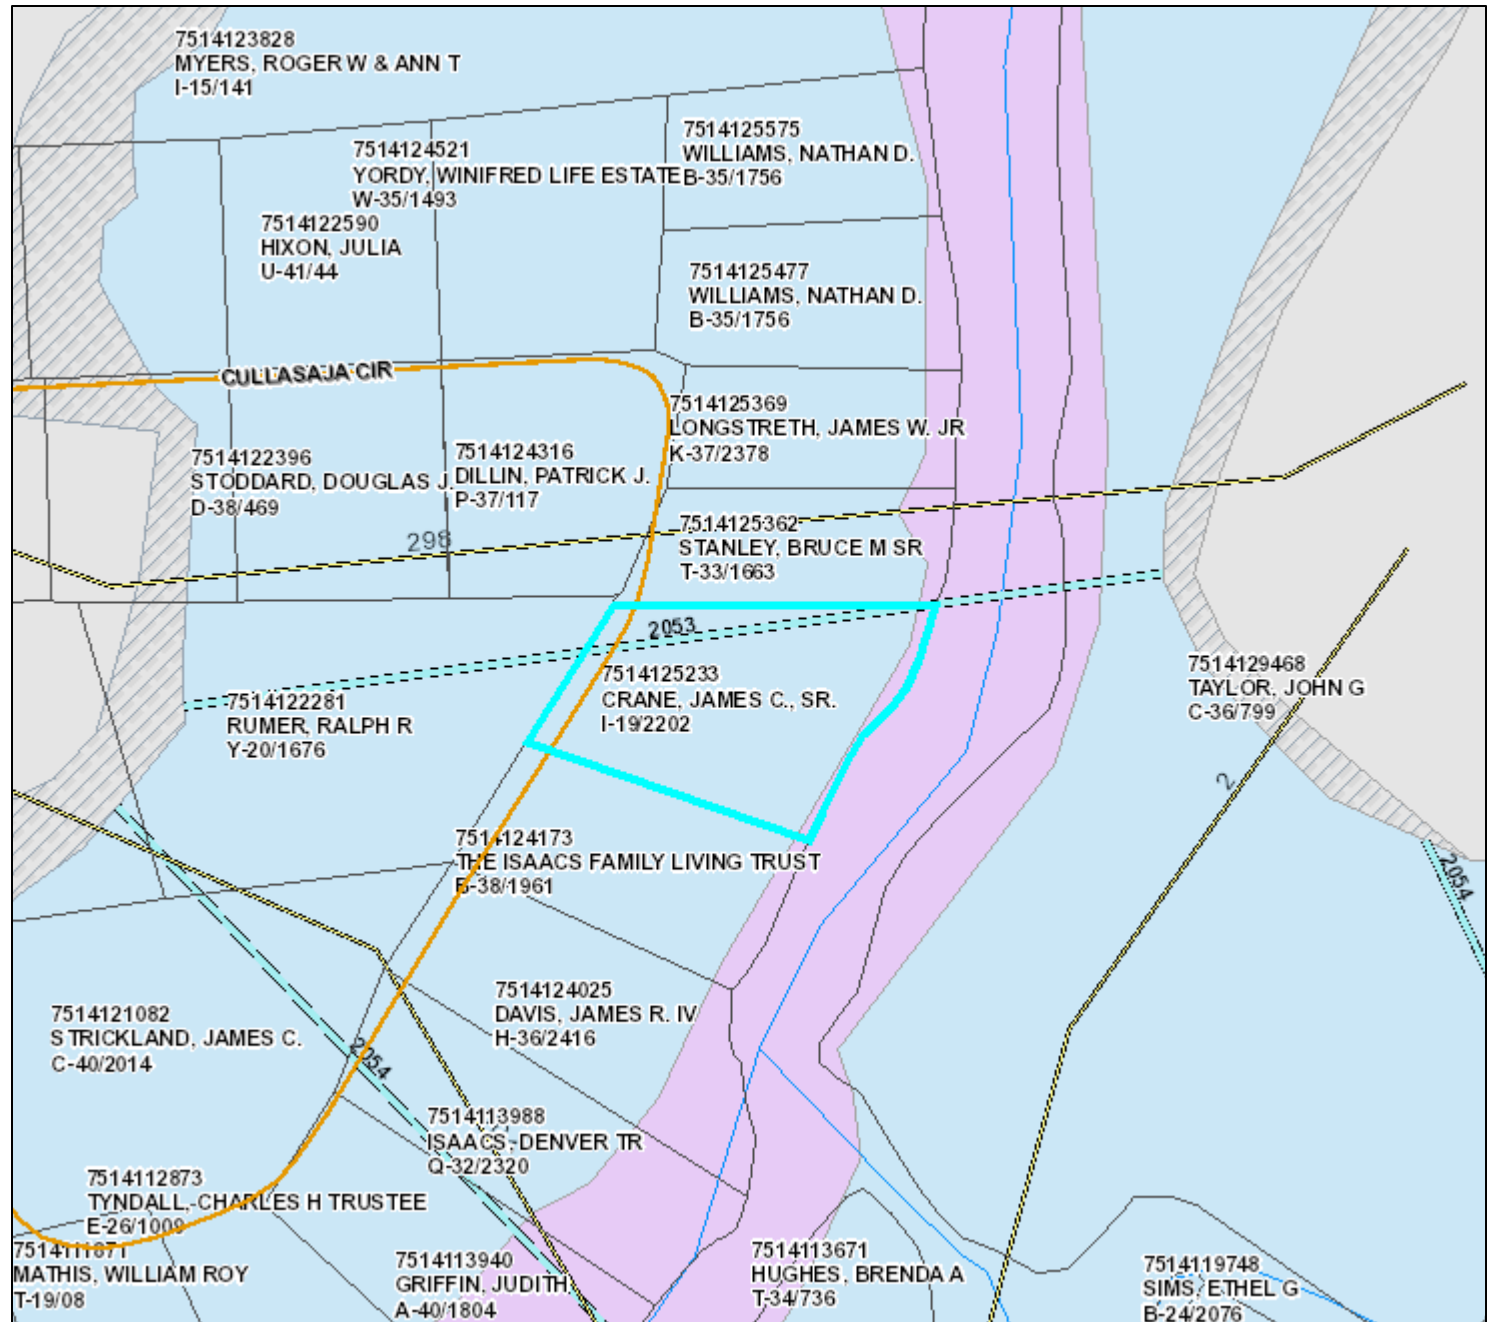 7514123828
MYERS, ROGER W & ANN T
I-15/141
7514124521
YORDY, WINIFRED LIFE ESTATE
W-35/1493
7514125575
WILLIAMS, NATHAN D.
B-35/1756
7514122590
HIXON, JULIA
U-41/44
7514125477
WILLIAMS, NATHAN D.
B-35/1756
CULLASAJA CIR
7514125369
LONGSTRETH, JAMES W. JR
K-37/2378
7514122396
STODDARD, DOUGLAS J.
D-38/469
7514124316
DILLIN, PATRICK J.
P-37/117
298
7514125362
STANLEY, BRUCE M SR
T-33/1663
2053
7514125233
CRANE, JAMES C., SR.
I-19/2202
7514122281
RUMER, RALPH R
Y-20/1676
7514129468
TAYLOR, JOHN G
C-36/799
2
7514124173
THE ISAACS FAMILY LIVING TRUST
B-38/1961
2054
7514124025
DAVIS, JAMES R. IV
H-36/2416
7514121082
STRICKLAND, JAMES C.
C-40/2014
2054
7514113988
ISAACS, DENVER TR
Q-32/2320
7514112873
TYNDALL, CHARLES H TRUSTEE
E-26/1009
7514111871
MATHIS, WILLIAM ROY
T-19/08
7514113940
GRIFFIN, JUDITH
A-40/1804
7514113671
HUGHES, BRENDA A
T-34/736
7514119748
SIMS, ETHEL G
B-24/2076